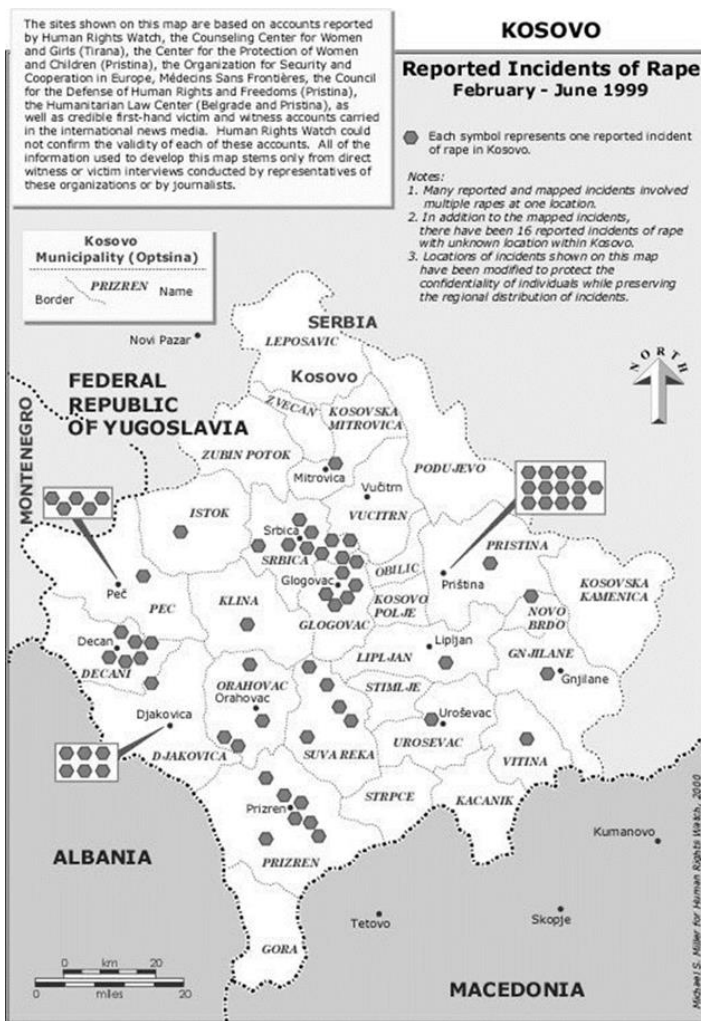 The sites shown on this map are based on accounts reported
by Human Rights Watch, the Counseling Center for Women
and Girls (Tirana), the Center for the Protection of Women
and Children (Pristina), the Organization for Security and
Cooperation in Europe, Médecins Sans Frontières, the Council
for the Defense of Human Rights and Freedoms (Pristina),
the Humanitarian Law Center (Belgrade and Pristina), as
well as credible first-hand victim and witness accounts carried
in the international news media. Human Rights Watch could
not confirm the validity of each of these accounts. All of the
information used to develop this map stems only from direct
witness or victim interviews conducted by representatives of
these organizations or by journalists.
KOSOVO
Reported Incidents of Rape
February - June 1999
Each symbol represents one reported incident
of rape in Kosovo.
Notes:
1. Many reported and mapped incidents involved
multiple rapes at one location.
2. In addition to the mapped incidents,
there have been 16 reported incidents of rape
with unknown location within Kosovo.
3. Locations of incidents shown on this map
have been modified to protect the
confidentiality of individuals while preserving
the regional distribution of incidents.
Kosovo
Municipality (Optsina)
PRIZREN
Border
Name
Novi Pazar
SERBIA
LEPOSAVIC
NORTH
Kosovo
FEDERAL
REPUBLIC
OF YUGOSLAVIA
MONTENEGRO
ZVECAN
KOSOVSKA
MITROVICA
ZUBIN POTOK
PODUJEVO
Mitrovica
Vučitrn
VUCITRN
ISTOK
Srbica
SRBICA
PRISTINA
OBILIC
KOSOVSKA
KAMENICA
Glogovac
Priština
Peč
PEC
KLINA
KOSOVO
POLJE
NOVO
BRDO
GLOGOVAC
Decan
DECANI
Lipljan
LIPLJAN
GNJILANE
Gnjilane
ORAHOVAC
Orahovac
STIMLJE
Djakovica
DJAKOVICA
Uroševac
UROSEVAC
SUVA REKA
VITINA
STRPCE
KACANIK
Prizren
PRIZREN
ALBANIA
Kumanovo
GORA
Tetovo
Skopje
MACEDONIA
0 km 20
0 miles 20
Michael S. Miller for Human Rights Watch, 2000